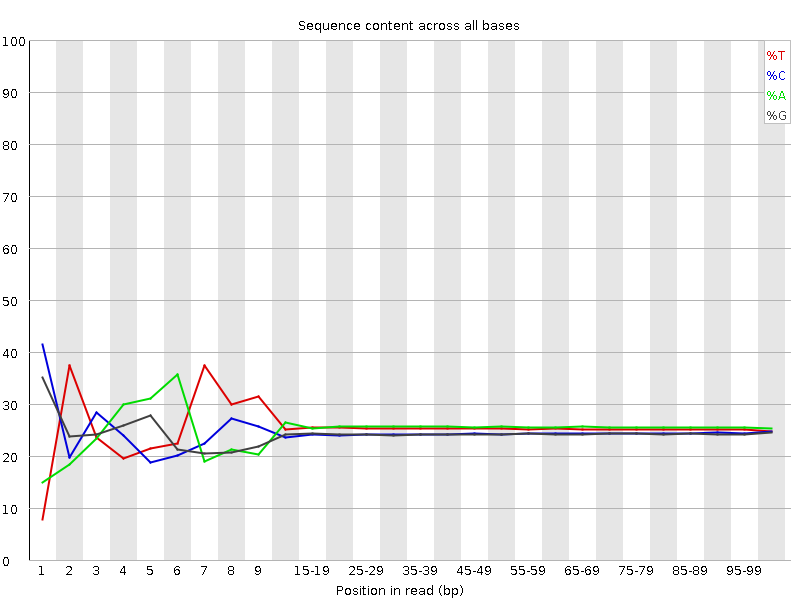 Sequence content across all bases
100
90
80
70
60
50
40
30
20
10
0
%T
%C
%A
%G
1 2 3 4 5 6 7 8 9 15-19 25-29 35-39 45-49 55-59 65-69 75-79 85-89 95-99
Position in read (bp)